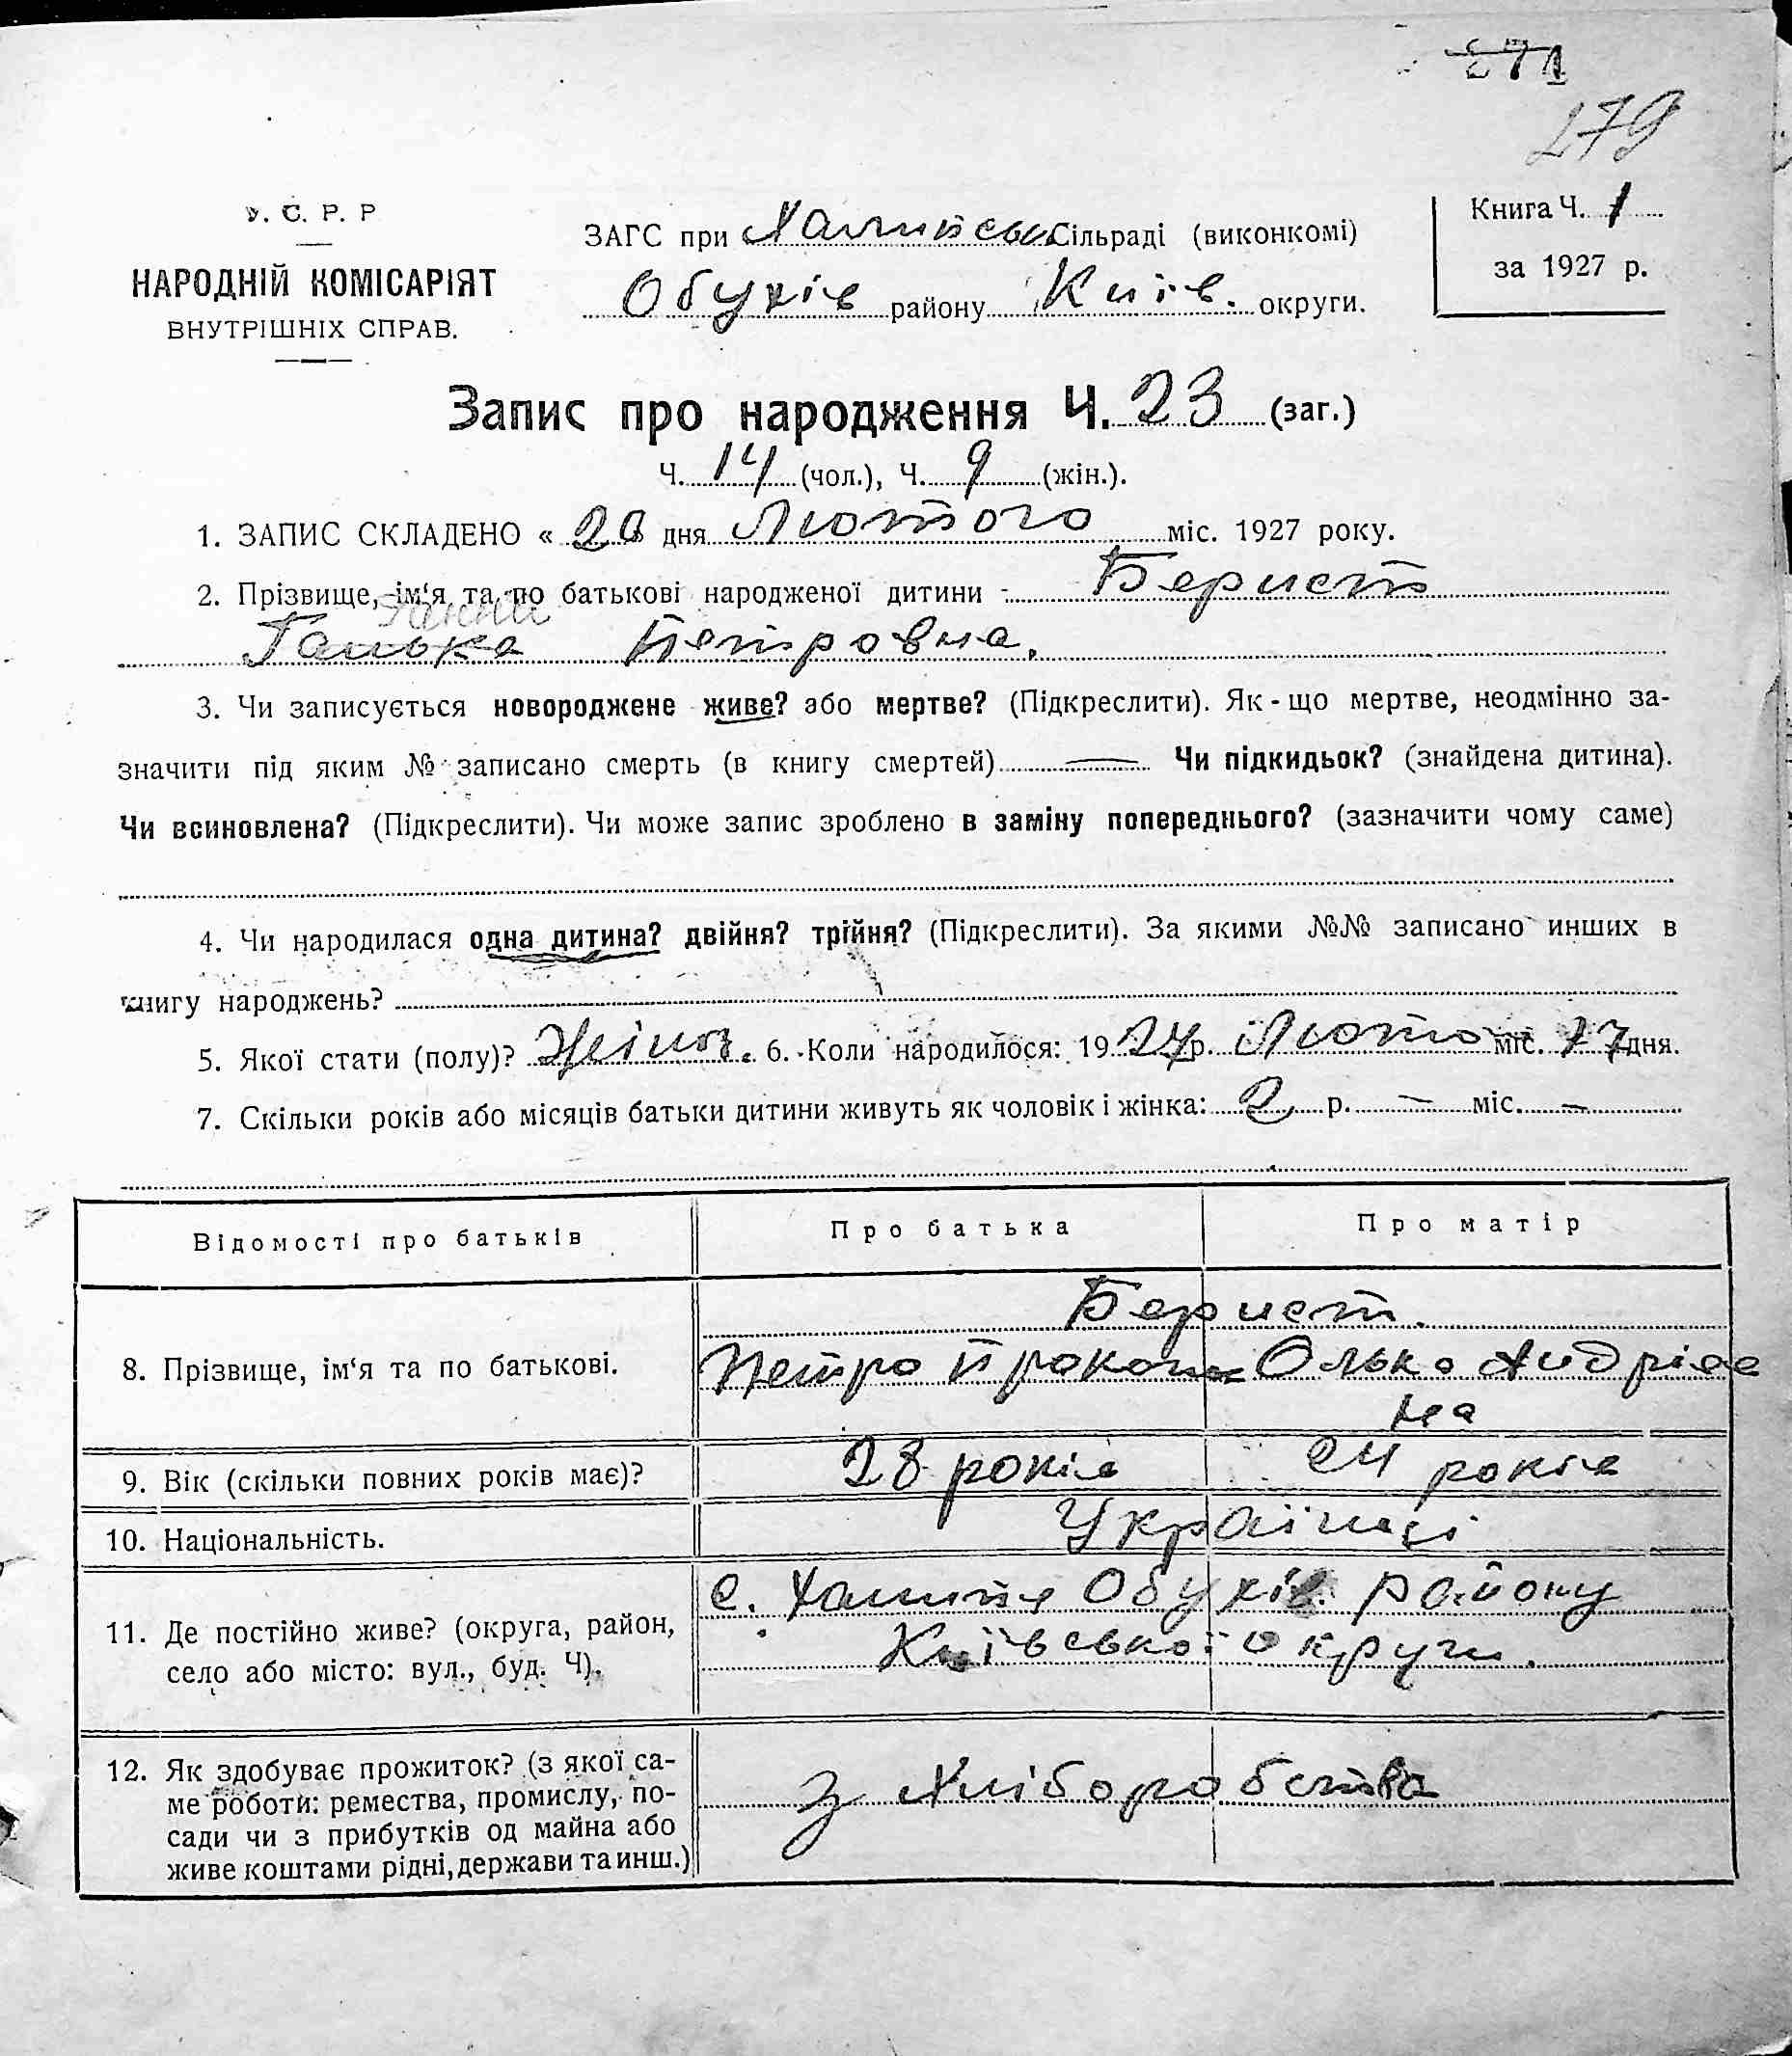 271
279
У. С. Р. Р
НАРОДНІЙ КОМІСАРІЯТ
ВНУТРІШНІХ СПРАВ.
ЗАГС при Халтпїськ Сільраді (виконкомі)
Обухів району Київ. округи.
Книга Ч. 1
за 1927 р.
Запис про народження Ч. 23 (заг.)
Ч. 14 (чол.), Ч. 9 (жін.).
1. ЗАПИС СКЛАДЕНО « дня Лютого міс. 1927 року.
2. Прізвище, ім‘я та по батькові народженої дитини - Берист
Ганна
Ганька Петровна.
3. Чи записується новороджене живе? або мертве? (Підкреслити). Як - що мертве, неодмінно за-
значити під яким № записано смерть (в книгу смертей) — Чи підкидьок? (знайдена дитина).
Чи всиновлена? (Підкреслити). Чи може запис зроблено в заміну попереднього? (зазначити чому саме)
4. Чи народилася одна дитина? двійня? трійня? (Підкреслити). За якими №№ записано инших в
книгу народжень?
5. Якої стати (полу)? Жіноч. 6. Коли народилося: 1927 р. Лютого міс. 17 дня.
7. Скільки років або місяців батьки дитини живуть як чоловік і жінка: 2 р. — міс. —
Відомості про батьків Про батька Про матір
Берист.
8. Прізвище, ім‘я та по батькові. Петро Прокоп Олька Андріев
на
9. Вік (скільки повних років має)? 28 років 24 років
10. Національність. Українці
11. Де постійно живе? (округа, район, с. Халитпя Обухів. району
село або місто: вул., буд. Ч). Київської округи.
12. Як здобуває прожиток? (з якої са-
ме роботи: ремества, промислу, по- З Хліборобства
сади чи з прибутків од майна або
живе коштами рідні, держави та инш.)